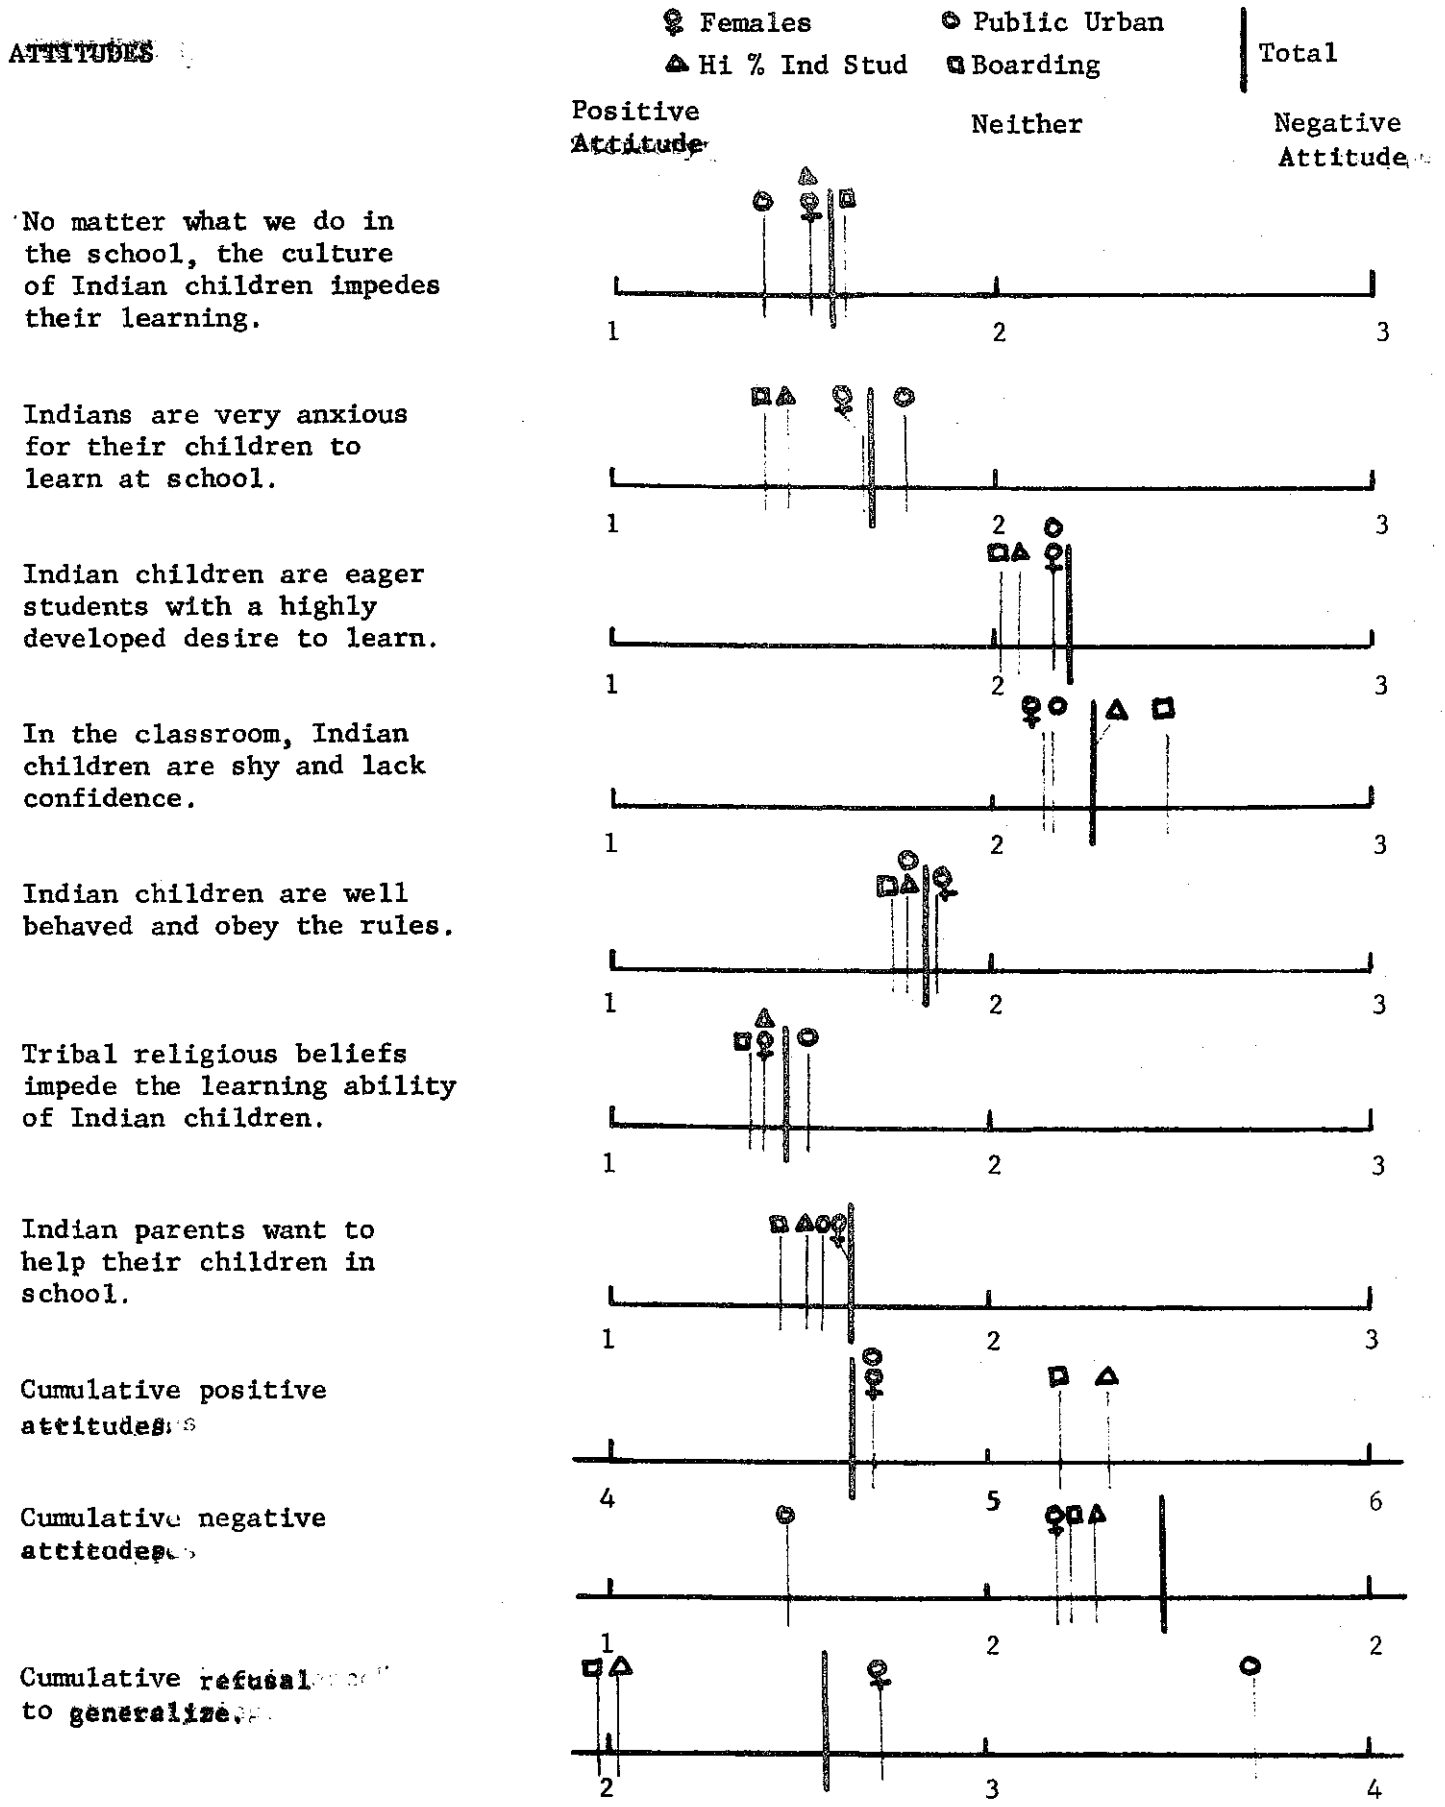 ATTITUDES
Females Public Urban
Hi % Ind Stud Boarding
Total
Positive
Attitude
Neither
Negative
Attitude
No matter what we do in
the school, the culture
of Indian children impedes
their learning.
1 2 3
Indians are very anxious
for their children to
learn at school.
1 2 3
Indian children are eager
students with a highly
developed desire to learn.
1 2 3
In the classroom, Indian
children are shy and lack
confidence.
1 2 3
Indian children are well
behaved and obey the rules.
1 2 3
Tribal religious beliefs
impede the learning ability
of Indian children.
1 2 3
Indian parents want to
help their children in
school.
1 2 3
Cumulative positive
attitudes
4 5 6
Cumulative negative
attitudes
1 2 2
Cumulative refusal
to generalize.
2 3 4